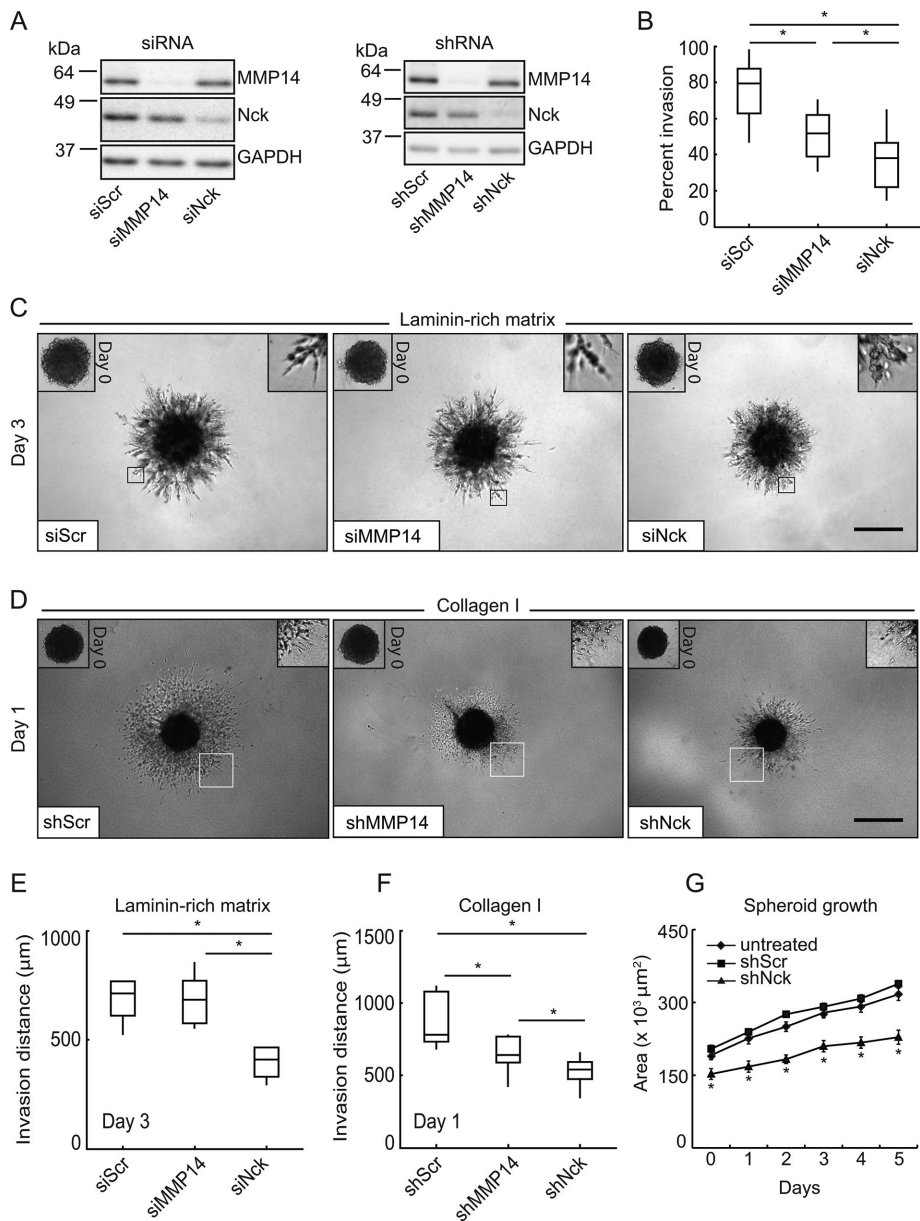 A
siRNA
kDa
64
49
37
MMP14
Nck
GAPDH
siScr
siMMP14
siNck
shRNA
kDa
64
49
37
MMP14
Nck
GAPDH
shScr
shMMP14
shNck
B
Percent invasion
100
80
60
40
20
0
*
* *
siScr
siMMP14
siNck
C
Laminin-rich matrix
Day 3
Day 0
siScr
Day 0
siMMP14
Day 0
siNck
D
Collagen I
Day 1
Day 0
shScr
Day 0
shMMP14
Day 0
shNck
E
Laminin-rich matrix
Invasion distance (µm)
1000
500
0
*
*
Day 3
siScr
siMMP14
siNck
F
Collagen I
Invasion distance (µm)
1500
1000
500
0
*
*
*
Day 1
shScr
shMMP14
shNck
G
Spheroid growth
Area (x 10³ µm²)
450
300
150
0
untreated
shScr
shNck
* * * * * *
0 1 2 3 4 5
Days